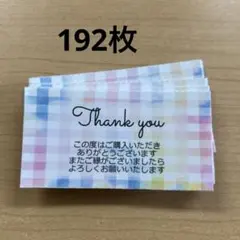 192枚
Thank you
この度はご購入いただき
ありがとうございます
またご縁がございましたら
よろしくお願いいたします